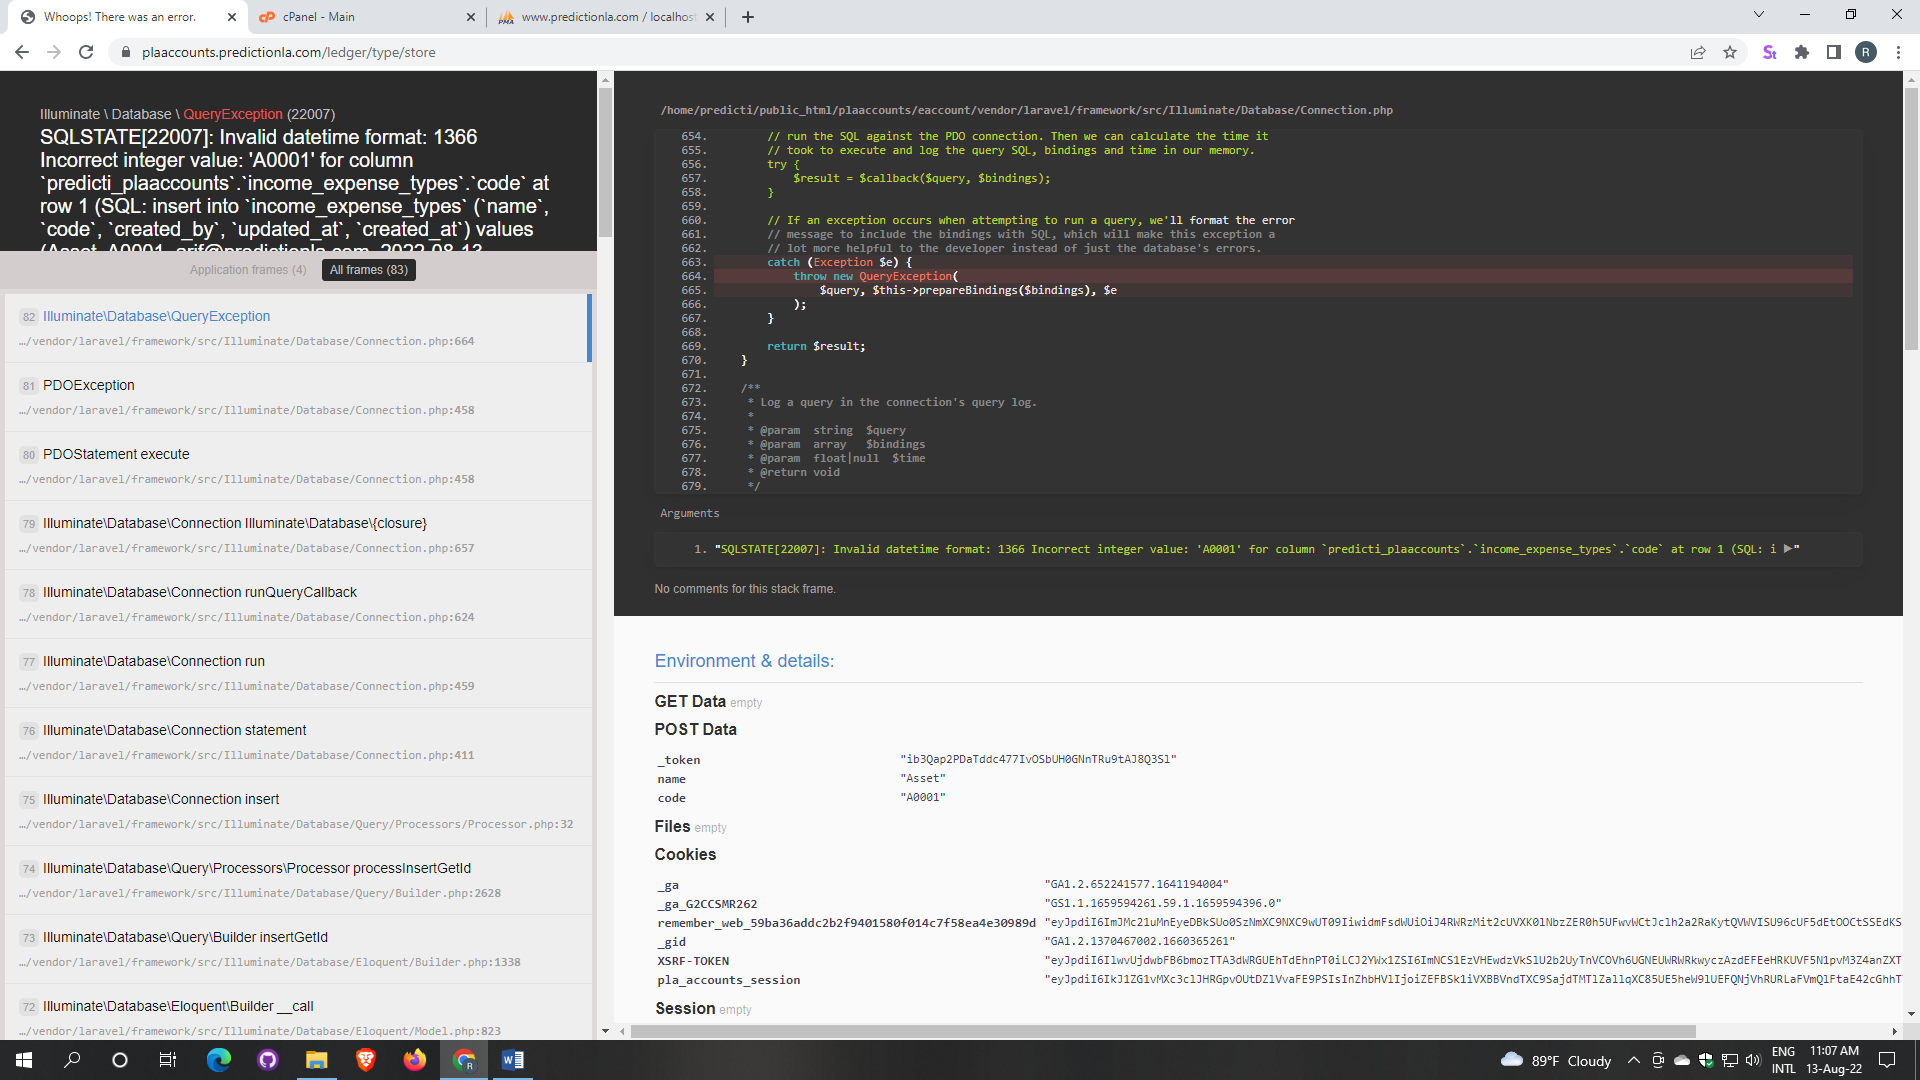 Whoops! There was an error.
cPanel - Main
www.predictionla.com / localhos
plaaccounts.predictionla.com/ledger/type/store
R
Illuminate \ Database \ QueryException (22007)
SQLSTATE[22007]: Invalid datetime format: 1366
Incorrect integer value: 'A0001' for column
`predicti_plaaccounts`.`income_expense_types`.`code` at
row 1 (SQL: insert into `income_expense_types` (`name`,
`code`, `created_by`, `updated_at`, `created_at`) values
(Asset, A0001, arif@predictionla.com, 2022-08-13
Application frames (4) All frames (83)
82 Illuminate\Database\QueryException
…/vendor/laravel/framework/src/Illuminate/Database/Connection.php:664
81 PDOException
…/vendor/laravel/framework/src/Illuminate/Database/Connection.php:458
80 PDOStatement execute
…/vendor/laravel/framework/src/Illuminate/Database/Connection.php:458
79 Illuminate\Database\Connection Illuminate\Database\{closure}
…/vendor/laravel/framework/src/Illuminate/Database/Connection.php:657
78 Illuminate\Database\Connection runQueryCallback
…/vendor/laravel/framework/src/Illuminate/Database/Connection.php:624
77 Illuminate\Database\Connection run
…/vendor/laravel/framework/src/Illuminate/Database/Connection.php:459
76 Illuminate\Database\Connection statement
…/vendor/laravel/framework/src/Illuminate/Database/Connection.php:411
75 Illuminate\Database\Connection insert
…/vendor/laravel/framework/src/Illuminate/Database/Query/Processors/Processor.php:32
74 Illuminate\Database\Query\Processors\Processor processInsertGetId
…/vendor/laravel/framework/src/Illuminate/Database/Query/Builder.php:2628
73 Illuminate\Database\Query\Builder insertGetId
…/vendor/laravel/framework/src/Illuminate/Database/Eloquent/Builder.php:1338
72 Illuminate\Database\Eloquent\Builder __call
…/vendor/laravel/framework/src/Illuminate/Database/Eloquent/Model.php:823
/home/predicti/public_html/plaaccounts/eaccount/vendor/laravel/framework/src/Illuminate/Database/Connection.php
654. // run the SQL against the PDO connection. Then we can calculate the time it
655. // took to execute and log the query SQL, bindings and time in our memory.
656. try {
657. $result = $callback($query, $bindings);
658. }
659.
660. // If an exception occurs when attempting to run a query, we'll format the error
661. // message to include the bindings with SQL, which will make this exception a
662. // lot more helpful to the developer instead of just the database's errors.
663. catch (Exception $e) {
664. throw new QueryException(
665. $query, $this->prepareBindings($bindings), $e
666. );
667. }
668.
669. return $result;
670. }
671.
672. /**
673. * Log a query in the connection's query log.
674. *
675. * @param string $query
676. * @param array $bindings
677. * @param float|null $time
678. * @return void
679. */
Arguments
1. "SQLSTATE[22007]: Invalid datetime format: 1366 Incorrect integer value: 'A0001' for column `predicti_plaaccounts`.`income_expense_types`.`code` at row 1 (SQL: i ▶"
No comments for this stack frame.
Environment & details:
GET Data empty
POST Data
_token "ib3Qap2PDaTddc477IvOSbUH0GNnTRu9tAJ8Q3Sl"
name "Asset"
code "A0001"
Files empty
Cookies
_ga "GA1.2.652241577.1641194004"
_ga_G2CCSMR262 "GS1.1.1659594261.59.1.1659594396.0"
remember_web_59ba36addc2b2f9401580f014c7f58ea4e30989d
_gid "GA1.2.1370467002.1660365261"
XSRF-TOKEN
pla_accounts_session
Session empty
89°F Cloudy
ENG
INTL
11:07 AM
13-Aug-22